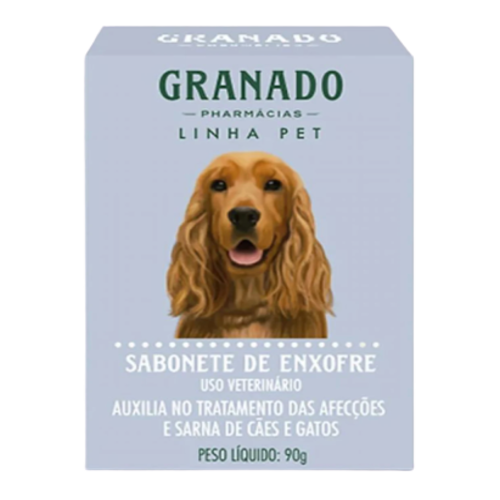 GRANADO
GRANADO
PHARMÁCIAS
LINHA PET
SABONETE DE ENXOFRE
USO VETERINÁRIO
AUXILIA NO TRATAMENTO DAS AFECÇÕES
E SARNA DE CÃES E GATOS
PESO LÍQUIDO: 90g